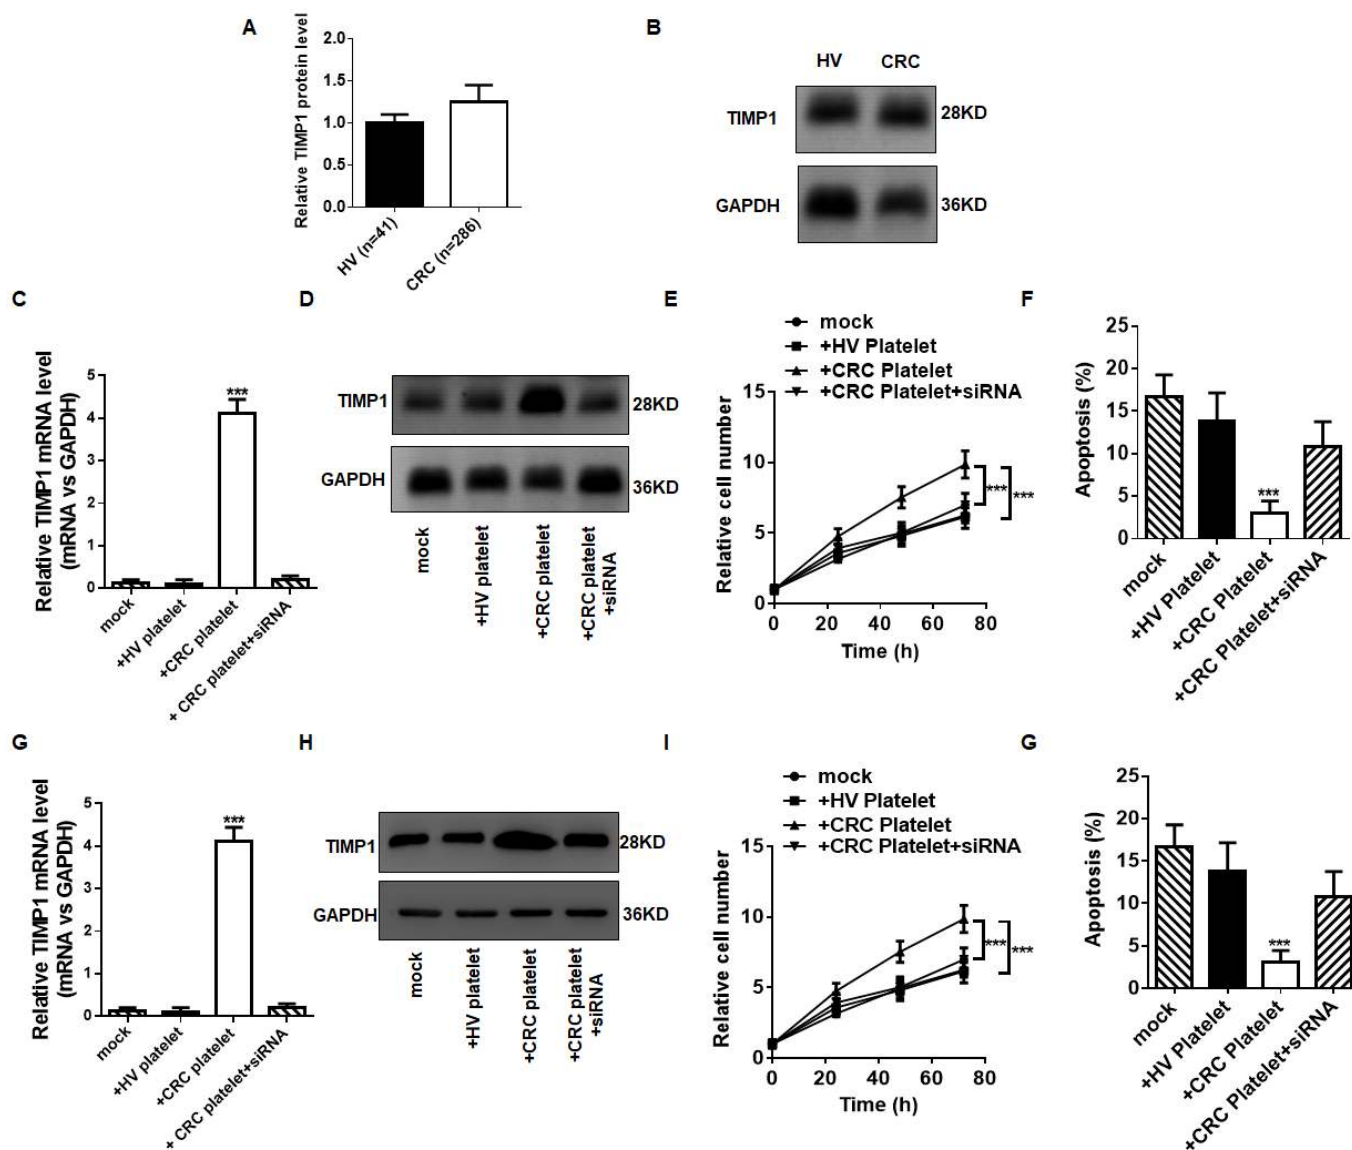 A
Relative TIMP1 protein level
2.0
1.5
1.0
0.5
0.0
HV (n=41)
CRC (n=286)
B
HV CRC
TIMP1
28KD
GAPDH
36KD
C
Relative TIMP1 mRNA level
(mRNA vs GAPDH)
5
4
3
2
1
0
***
mock
+HV platelet
+CRC platelet
+ CRC platelet+siRNA
D
TIMP1
28KD
GAPDH
36KD
mock
+HV platelet
+CRC platelet
+CRC platelet
+siRNA
E
mock
+HV Platelet
+CRC Platelet
+CRC Platelet+siRNA
Relative cell number
15
10
5
0
***
***
0 20 40 60 80
Time (h)
F
Apoptosis (%)
25
20
15
10
5
0
***
mock
+HV Platelet
+CRC Platelet
+CRC Platelet+siRNA
G
Relative TIMP1 mRNA level
(mRNA vs GAPDH)
5
4
3
2
1
0
***
mock
+HV platelet
+CRC platelet
+ CRC platelet+siRNA
H
TIMP1
28KD
GAPDH
36KD
mock
+HV platelet
+CRC platelet
+CRC platelet
+siRNA
I
mock
+HV Platelet
+CRC Platelet
+CRC Platelet+siRNA
Relative cell number
15
10
5
0
***
***
0 20 40 60 80
Time (h)
G
Apoptosis (%)
25
20
15
10
5
0
***
mock
+HV Platelet
+CRC Platelet
+CRC Platelet+siRNA